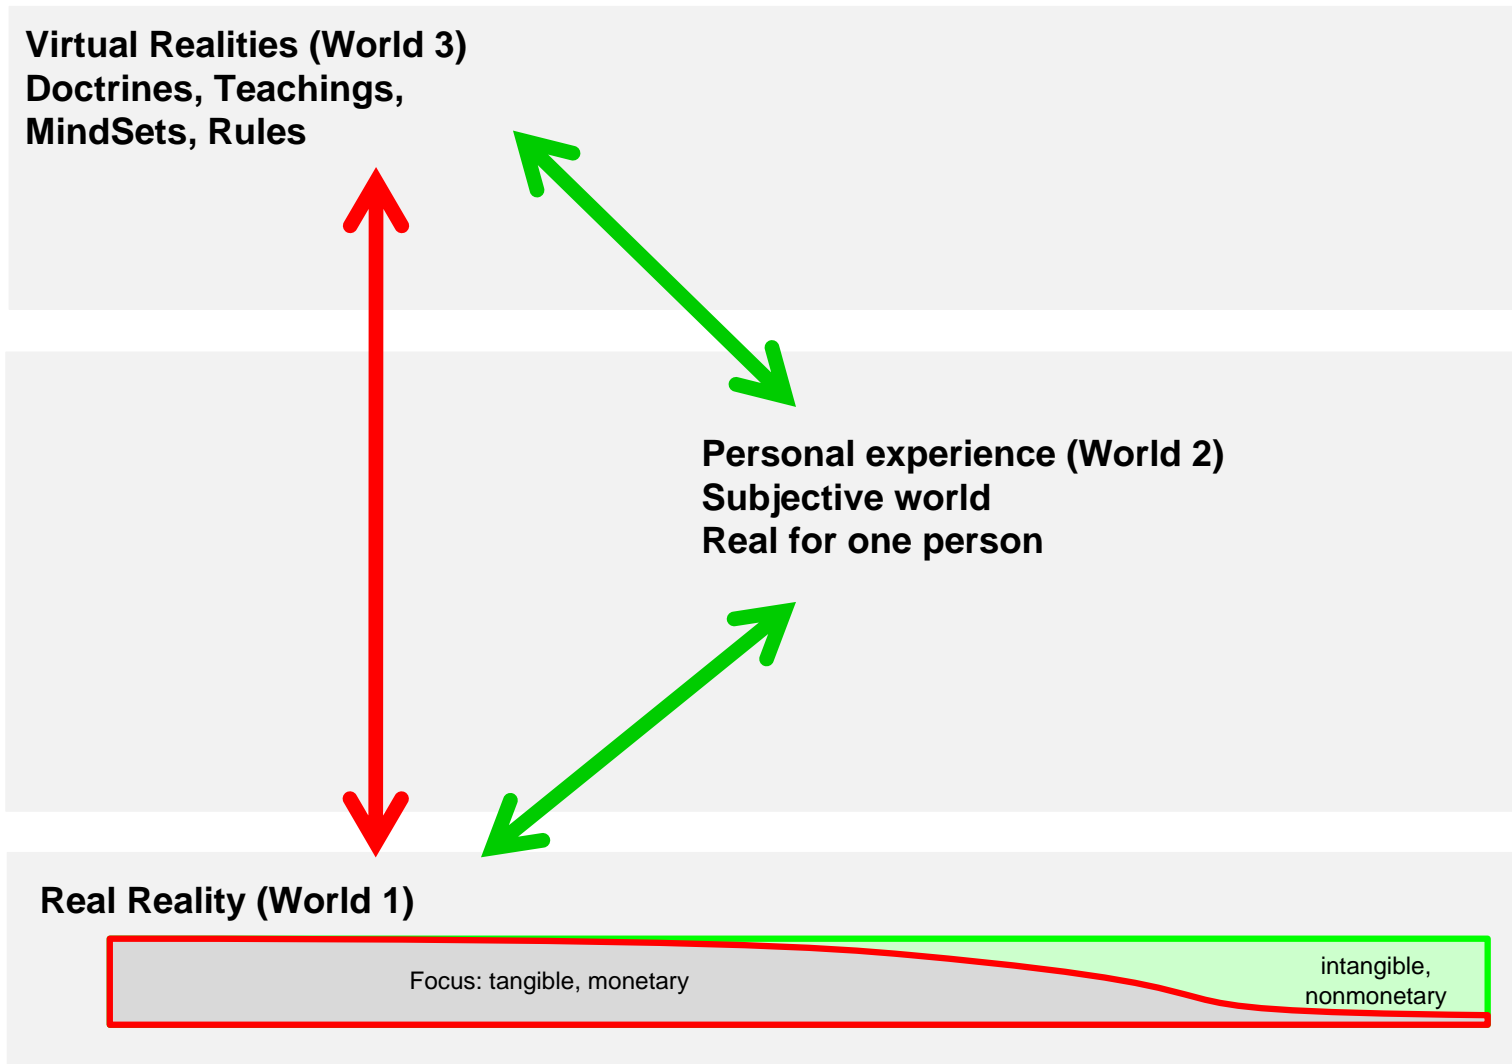 Virtual Realities (World 3)
Doctrines, Teachings,
MindSets, Rules
Personal experience (World 2)
Subjective world
Real for one person
Real Reality (World 1)
Focus: tangible, monetary
intangible,
nonmonetary